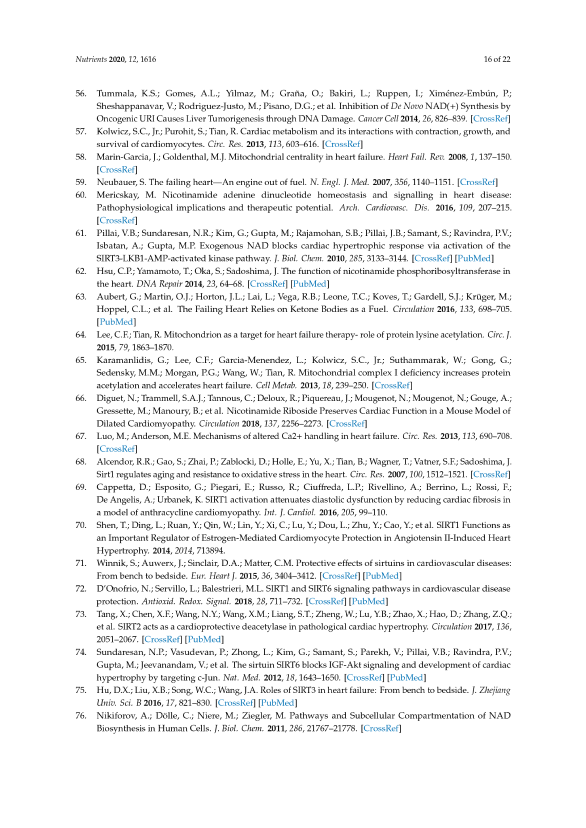 Nutrients 2020, 12, 1616
16 of 22
56. Tummala, K.S.; Gomes, A.L.; Yilmaz, M.; Graña, O.; Bakiri, L.; Ruppen, I.; Ximénez-Embún, P.;
Sheshappanavar, V.; Rodriguez-Justo, M.; Pisano, D.G.; et al. Inhibition of De Novo NAD(+) Synthesis by
Oncogenic URI Causes Liver Tumorigenesis through DNA Damage. Cancer Cell 2014, 26, 826–839. [CrossRef]
57. Kolwicz, S.C., Jr.; Purohit, S.; Tian, R. Cardiac metabolism and its interactions with contraction, growth, and
survival of cardiomyocytes. Circ. Res. 2013, 113, 603–616. [CrossRef]
58. Marin-Garcia, J.; Goldenthal, M.J. Mitochondrial centrality in heart failure. Heart Fail. Rev. 2008, 1, 137–150.
[CrossRef]
59. Neubauer, S. The failing heart—An engine out of fuel. N. Engl. J. Med. 2007, 356, 1140–1151. [CrossRef]
60. Mericskay, M. Nicotinamide adenine dinucleotide homeostasis and signalling in heart disease:
Pathophysiological implications and therapeutic potential. Arch. Cardiovasc. Dis. 2016, 109, 207–215.
[CrossRef]
61. Pillai, V.B.; Sundaresan, N.R.; Kim, G.; Gupta, M.; Rajamohan, S.B.; Pillai, J.B.; Samant, S.; Ravindra, P.V.;
Isbatan, A.; Gupta, M.P. Exogenous NAD blocks cardiac hypertrophic response via activation of the
SIRT3-LKB1-AMP-activated kinase pathway. J. Biol. Chem. 2010, 285, 3133–3144. [CrossRef] [PubMed]
62. Hsu, C.P.; Yamamoto, T.; Oka, S.; Sadoshima, J. The function of nicotinamide phosphoribosyltransferase in
the heart. DNA Repair 2014, 23, 64–68. [CrossRef] [PubMed]
63. Aubert, G.; Martin, O.J.; Horton, J.L.; Lai, L.; Vega, R.B.; Leone, T.C.; Koves, T.; Gardell, S.J.; Krüger, M.;
Hoppel, C.L.; et al. The Failing Heart Relies on Ketone Bodies as a Fuel. Circulation 2016, 133, 698–705.
[PubMed]
64. Lee, C.F.; Tian, R. Mitochondrion as a target for heart failure therapy- role of protein lysine acetylation. Circ. J.
2015, 79, 1863–1870.
65. Karamanlidis, G.; Lee, C.F.; Garcia-Menendez, L.; Kolwicz, S.C., Jr.; Suthammarak, W.; Gong, G.;
Sedensky, M.M.; Morgan, P.G.; Wang, W.; Tian, R. Mitochondrial complex I deficiency increases protein
acetylation and accelerates heart failure. Cell Metab. 2013, 18, 239–250. [CrossRef]
66. Diguet, N.; Trammell, S.A.J.; Tannous, C.; Deloux, R.; Piquereau, J.; Mougenot, N.; Mougenot, N.; Gouge, A.;
Gressette, M.; Manoury, B.; et al. Nicotinamide Riboside Preserves Cardiac Function in a Mouse Model of
Dilated Cardiomyopathy. Circulation 2018, 137, 2256–2273. [CrossRef]
67. Luo, M.; Anderson, M.E. Mechanisms of altered Ca2+ handling in heart failure. Circ. Res. 2013, 113, 690–708.
[CrossRef]
68. Alcendor, R.R.; Gao, S.; Zhai, P.; Zablocki, D.; Holle, E.; Yu, X.; Tian, B.; Wagner, T.; Vatner, S.F.; Sadoshima, J.
Sirt1 regulates aging and resistance to oxidative stress in the heart. Circ. Res. 2007, 100, 1512–1521. [CrossRef]
69. Cappetta, D.; Esposito, G.; Piegari, E.; Russo, R.; Ciuffreda, L.P.; Rivellino, A.; Berrino, L.; Rossi, F.;
De Angelis, A.; Urbanek, K. SIRT1 activation attenuates diastolic dysfunction by reducing cardiac fibrosis in
a model of anthracycline cardiomyopathy. Int. J. Cardiol. 2016, 205, 99–110.
70. Shen, T.; Ding, L.; Ruan, Y.; Qin, W.; Lin, Y.; Xi, C.; Lu, Y.; Dou, L.; Zhu, Y.; Cao, Y.; et al. SIRT1 Functions as
an Important Regulator of Estrogen-Mediated Cardiomyocyte Protection in Angiotensin II-Induced Heart
Hypertrophy. 2014, 2014, 713894.
71. Winnik, S.; Auwerx, J.; Sinclair, D.A.; Matter, C.M. Protective effects of sirtuins in cardiovascular diseases:
From bench to bedside. Eur. Heart J. 2015, 36, 3404–3412. [CrossRef] [PubMed]
72. D'Onofrio, N.; Servillo, L.; Balestrieri, M.L. SIRT1 and SIRT6 signaling pathways in cardiovascular disease
protection. Antioxid. Redox. Signal. 2018, 28, 711–732. [CrossRef] [PubMed]
73. Tang, X.; Chen, X.F.; Wang, N.Y.; Wang, X.M.; Liang, S.T.; Zheng, W.; Lu, Y.B.; Zhao, X.; Hao, D.; Zhang, Z.Q.;
et al. SIRT2 acts as a cardioprotective deacetylase in pathological cardiac hypertrophy. Circulation 2017, 136,
2051–2067. [CrossRef] [PubMed]
74. Sundaresan, N.P.; Vasudevan, P.; Zhong, L.; Kim, G.; Samant, S.; Parekh, V.; Pillai, V.B.; Ravindra, P.V.;
Gupta, M.; Jeevanandam, V.; et al. The sirtuin SIRT6 blocks IGF-Akt signaling and development of cardiac
hypertrophy by targeting c-Jun. Nat. Med. 2012, 18, 1643–1650. [CrossRef] [PubMed]
75. Hu, D.X.; Liu, X.B.; Song, W.C.; Wang, J.A. Roles of SIRT3 in heart failure: From bench to bedside. J. Zhejiang
Univ. Sci. B 2016, 17, 821–830. [CrossRef] [PubMed]
76. Nikiforov, A.; Dölle, C.; Niere, M.; Ziegler, M. Pathways and Subcellular Compartmentation of NAD
Biosynthesis in Human Cells. J. Biol. Chem. 2011, 286, 21767–21778. [CrossRef]